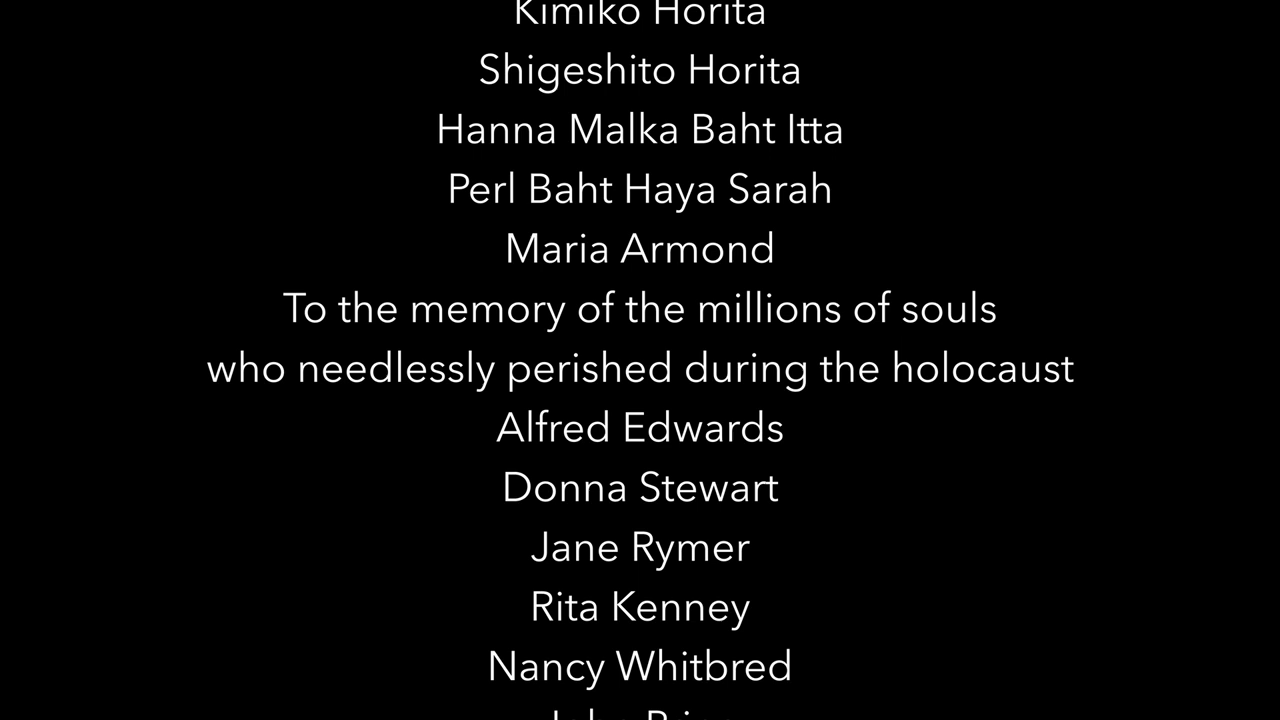 Kimiko Horita
Shigeshito Horita
Hanna Malka Baht Itta
Perl Baht Haya Sarah
Maria Armond
To the memory of the millions of souls
who needlessly perished during the holocaust
Alfred Edwards
Donna Stewart
Jane Rymer
Rita Kenney
Nancy Whitbred